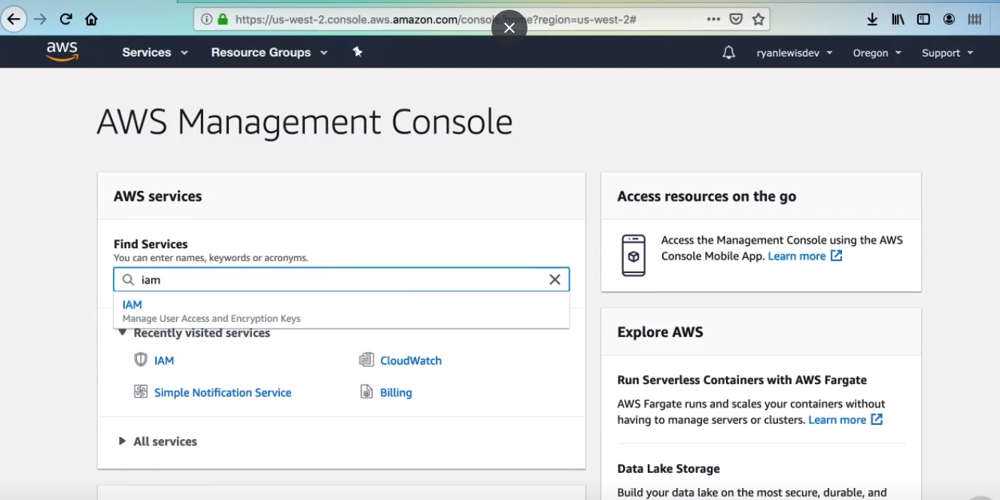 https://us-west-2.console.aws.amazon.com/console/home?region=us-west-2#
aws
Services
Resource Groups
ryanlewisdev
Oregon
Support
AWS Management Console
AWS services
Find Services
You can enter names, keywords or acronyms.
iam
IAM
Manage User Access and Encryption Keys
Recently visited services
IAM
CloudWatch
Simple Notification Service
Billing
All services
Access resources on the go
Access the Management Console using the AWS
Console Mobile App. Learn more
Explore AWS
Run Serverless Containers with AWS Fargate
AWS Fargate runs and scales your containers without
having to manage servers or clusters. Learn more
Data Lake Storage
Build your data lake on the most secure, durable, and